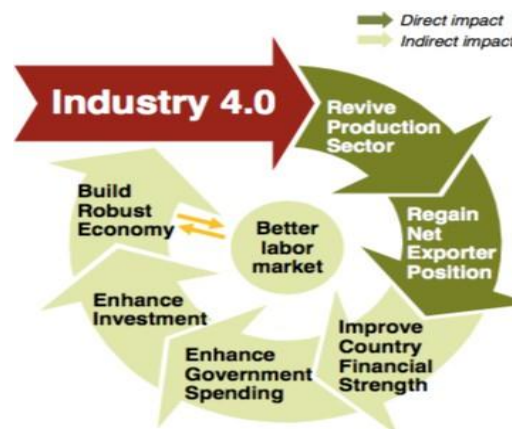 Direct impact
Indirect impact
Industry 4.0
Revive
Production
Sector
Regain
Net
Exporter
Position
Improve
Country
Financial
Strength
Enhance
Government
Spending
Enhance
Investment
Build
Robust
Economy
Better
labor
market